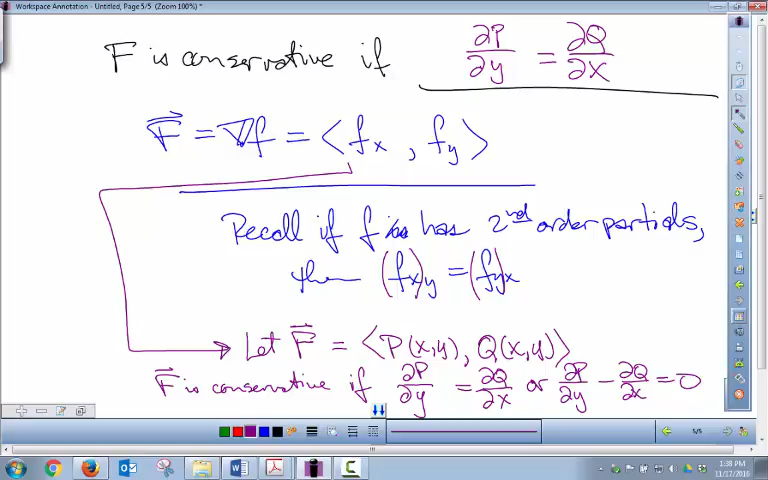 Workspace Annotation - Untitled, Page 5/5 (Zoom 100%) *
F is conservative if ∂P/∂y = ∂Q/∂x
F⃗ = ∇f = ⟨fx , fy⟩
Recall if f has 2nd order partials,
then (fx)y = (fy)x
Let F⃗ = ⟨P(x,y), Q(x,y)⟩
F⃗ is conservative if ∂P/∂y = ∂Q/∂x or ∂P/∂y − ∂Q/∂x = 0
5/5
1:38 PM
11/17/2016